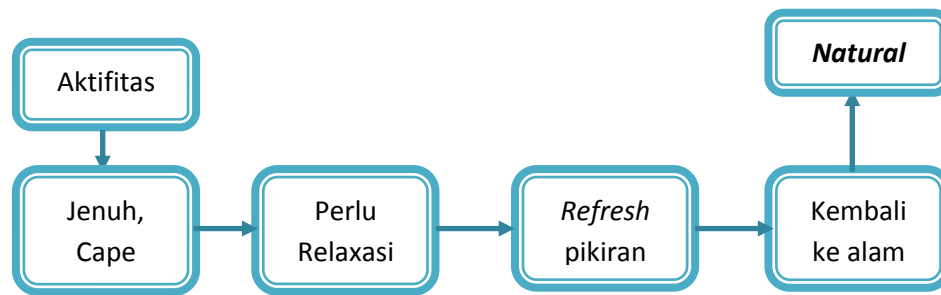 Aktifitas
Jenuh,
Cape
Perlu
Relaxasi
Refresh
pikiran
Kembali
ke alam
Natural